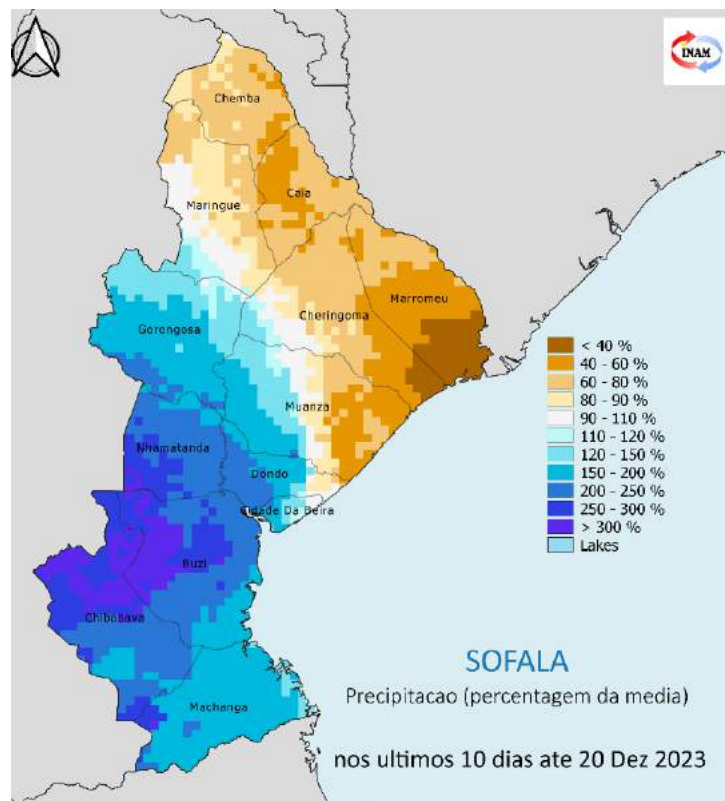 INAM
Chemba
Caia
Maringue
Marromeu
Cheringoma
Gorongosa
Muanza
Nhamatanda
Dondo
Cidade Da Beira
Buzi
Chibabava
Machanga
< 40 %
40 - 60 %
60 - 80 %
80 - 90 %
90 - 110 %
110 - 120 %
120 - 150 %
150 - 200 %
200 - 250 %
250 - 300 %
> 300 %
Lakes
SOFALA
Precipitacao (percentagem da media)
nos ultimos 10 dias ate 20 Dez 2023